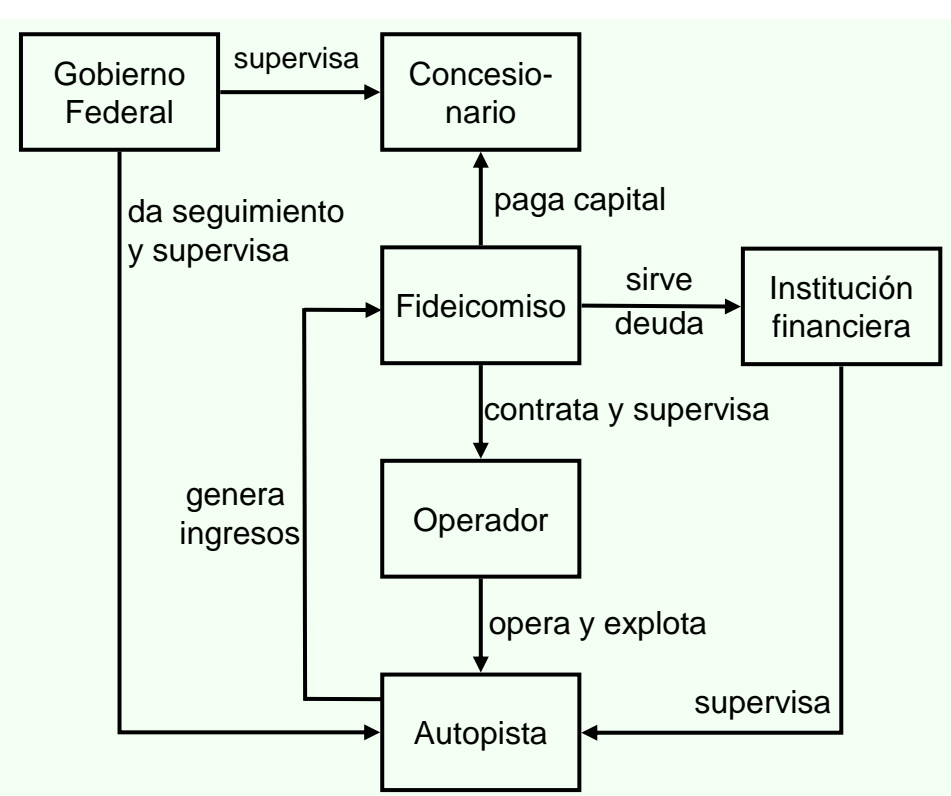 Gobierno
Federal
supervisa
Concesio-
nario
da seguimiento
y supervisa
paga capital
Fideicomiso
sirve
deuda
Institución
financiera
contrata y supervisa
genera
ingresos
Operador
opera y explota
supervisa
Autopista